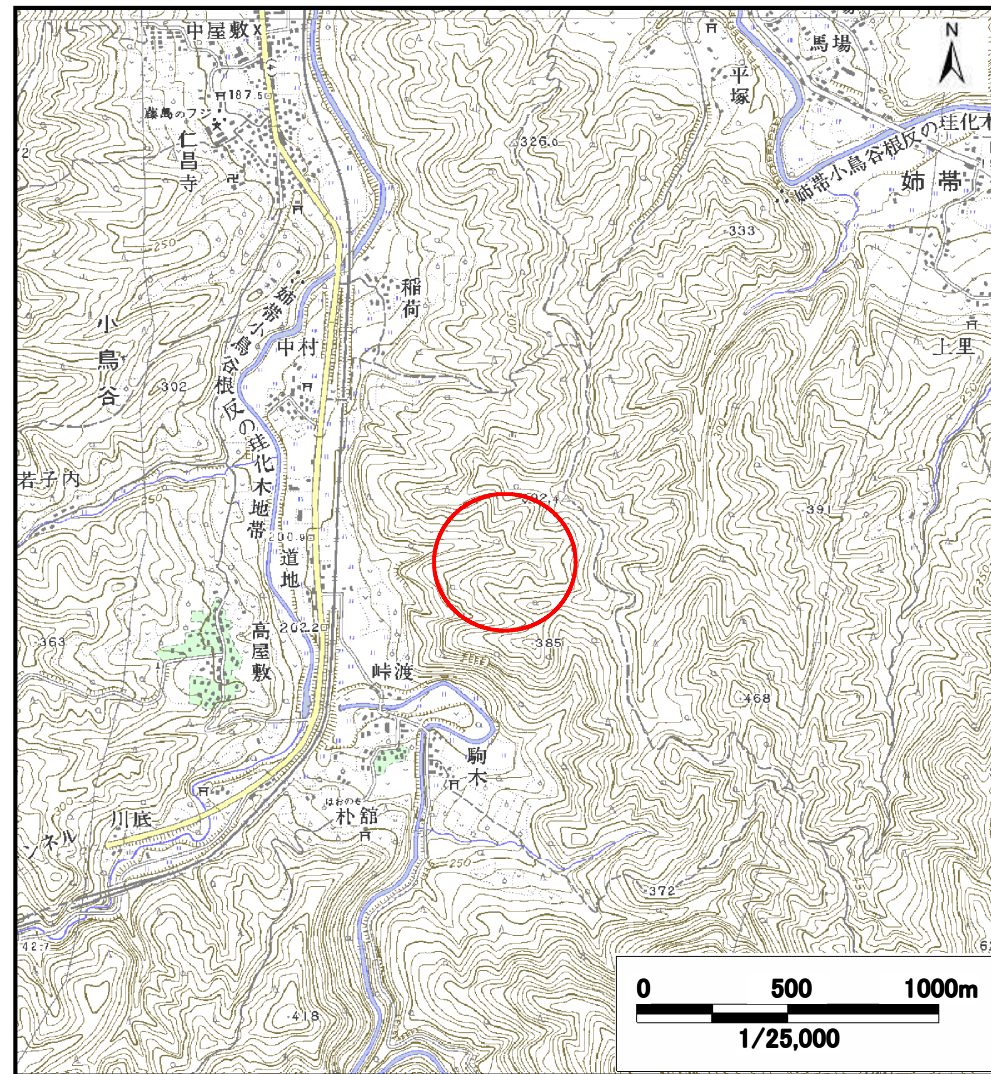 中屋敷
馬場
N
平塚
187.5
藤島のフジ
仁昌寺
326.0
姉帯小鳥谷根反の珪化木
姉帯
333
250
稲荷
姉帯小鳥谷根反の珪化木地帯
小鳥谷
中村
上里
302
若子内
250
391
200.9
道地
363
202.2
高屋敷
385
峠渡
468
駒木
ほおのき
朴舘
川底
ンネル
250
372
42.7
418
0 500 1000m
1/25,000